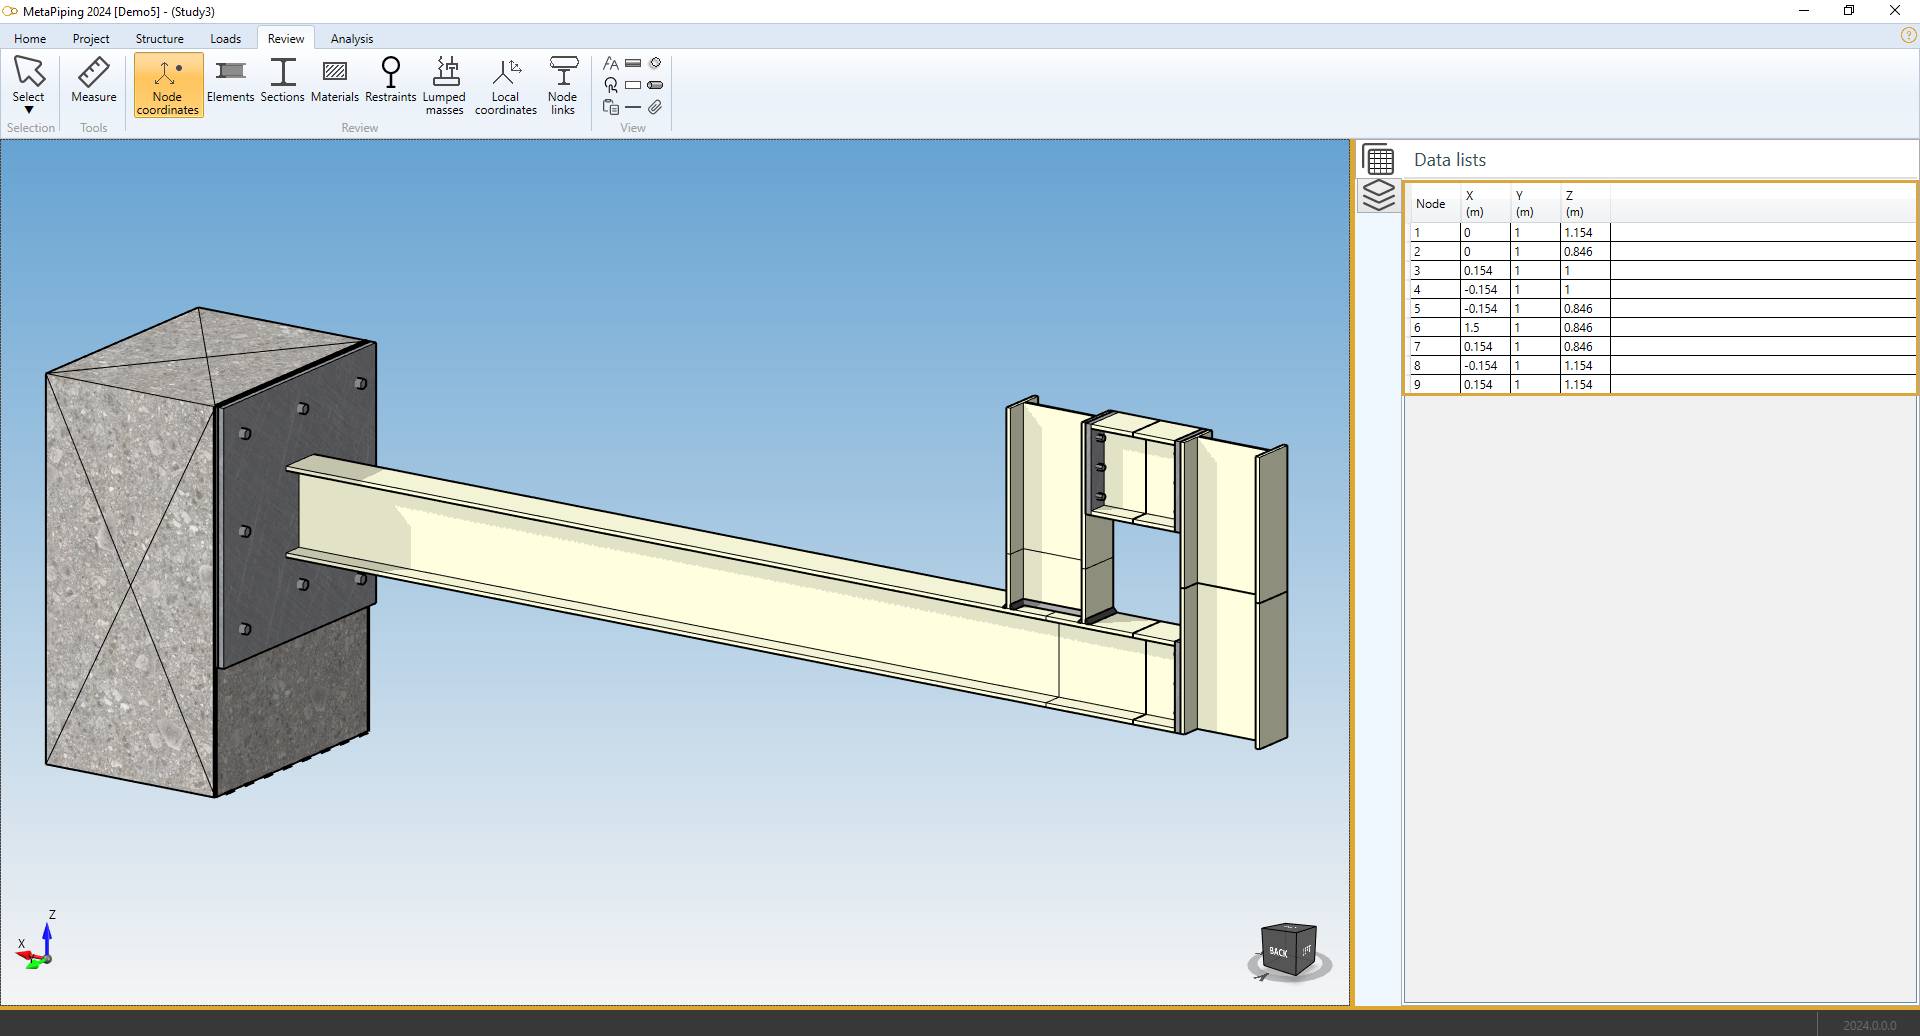 MetaPiping 2024 [Demo5] - (Study3)
Home Project Structure Loads Review Analysis
Select
Measure
Node
coordinates
Elements
Sections
Materials
Restraints
Lumped
masses
Local
coordinates
Node
links
Selection Tools Review View
Data lists
Node X (m) Y (m) Z (m)
1 0 1 1.154
2 0 1 0.846
3 0.154 1 1
4 -0.154 1 1
5 -0.154 1 0.846
6 1.5 1 0.846
7 0.154 1 0.846
8 -0.154 1 1.154
9 0.154 1 1.154
Z
X
BACK
2024.0.0.0